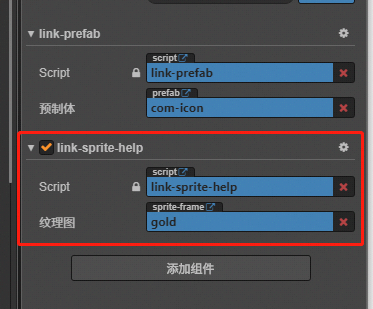 link-prefab
script
Script link-prefab
prefab
预制体 com-icon
link-sprite-help
script
Script link-sprite-help
sprite-frame
纹理图 gold
添加组件